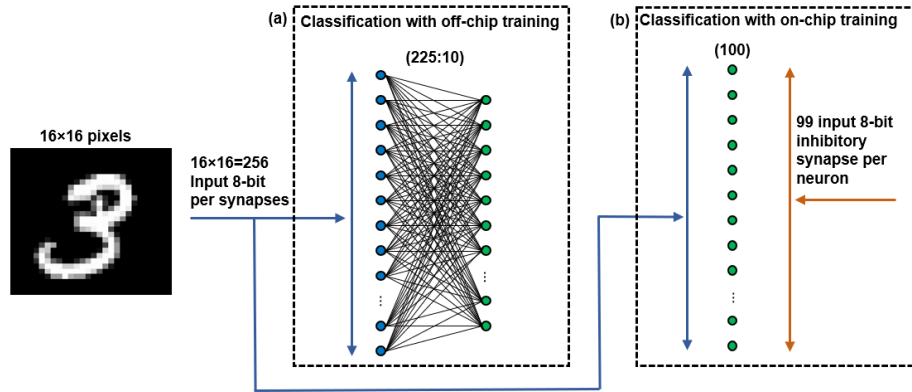 16×16 pixels
16×16=256
Input 8-bit
per synapses
(a)
Classification with off-chip training
(225:10)
(b)
Classification with on-chip training
(100)
99 input 8-bit
inhibitory
synapse per
neuron